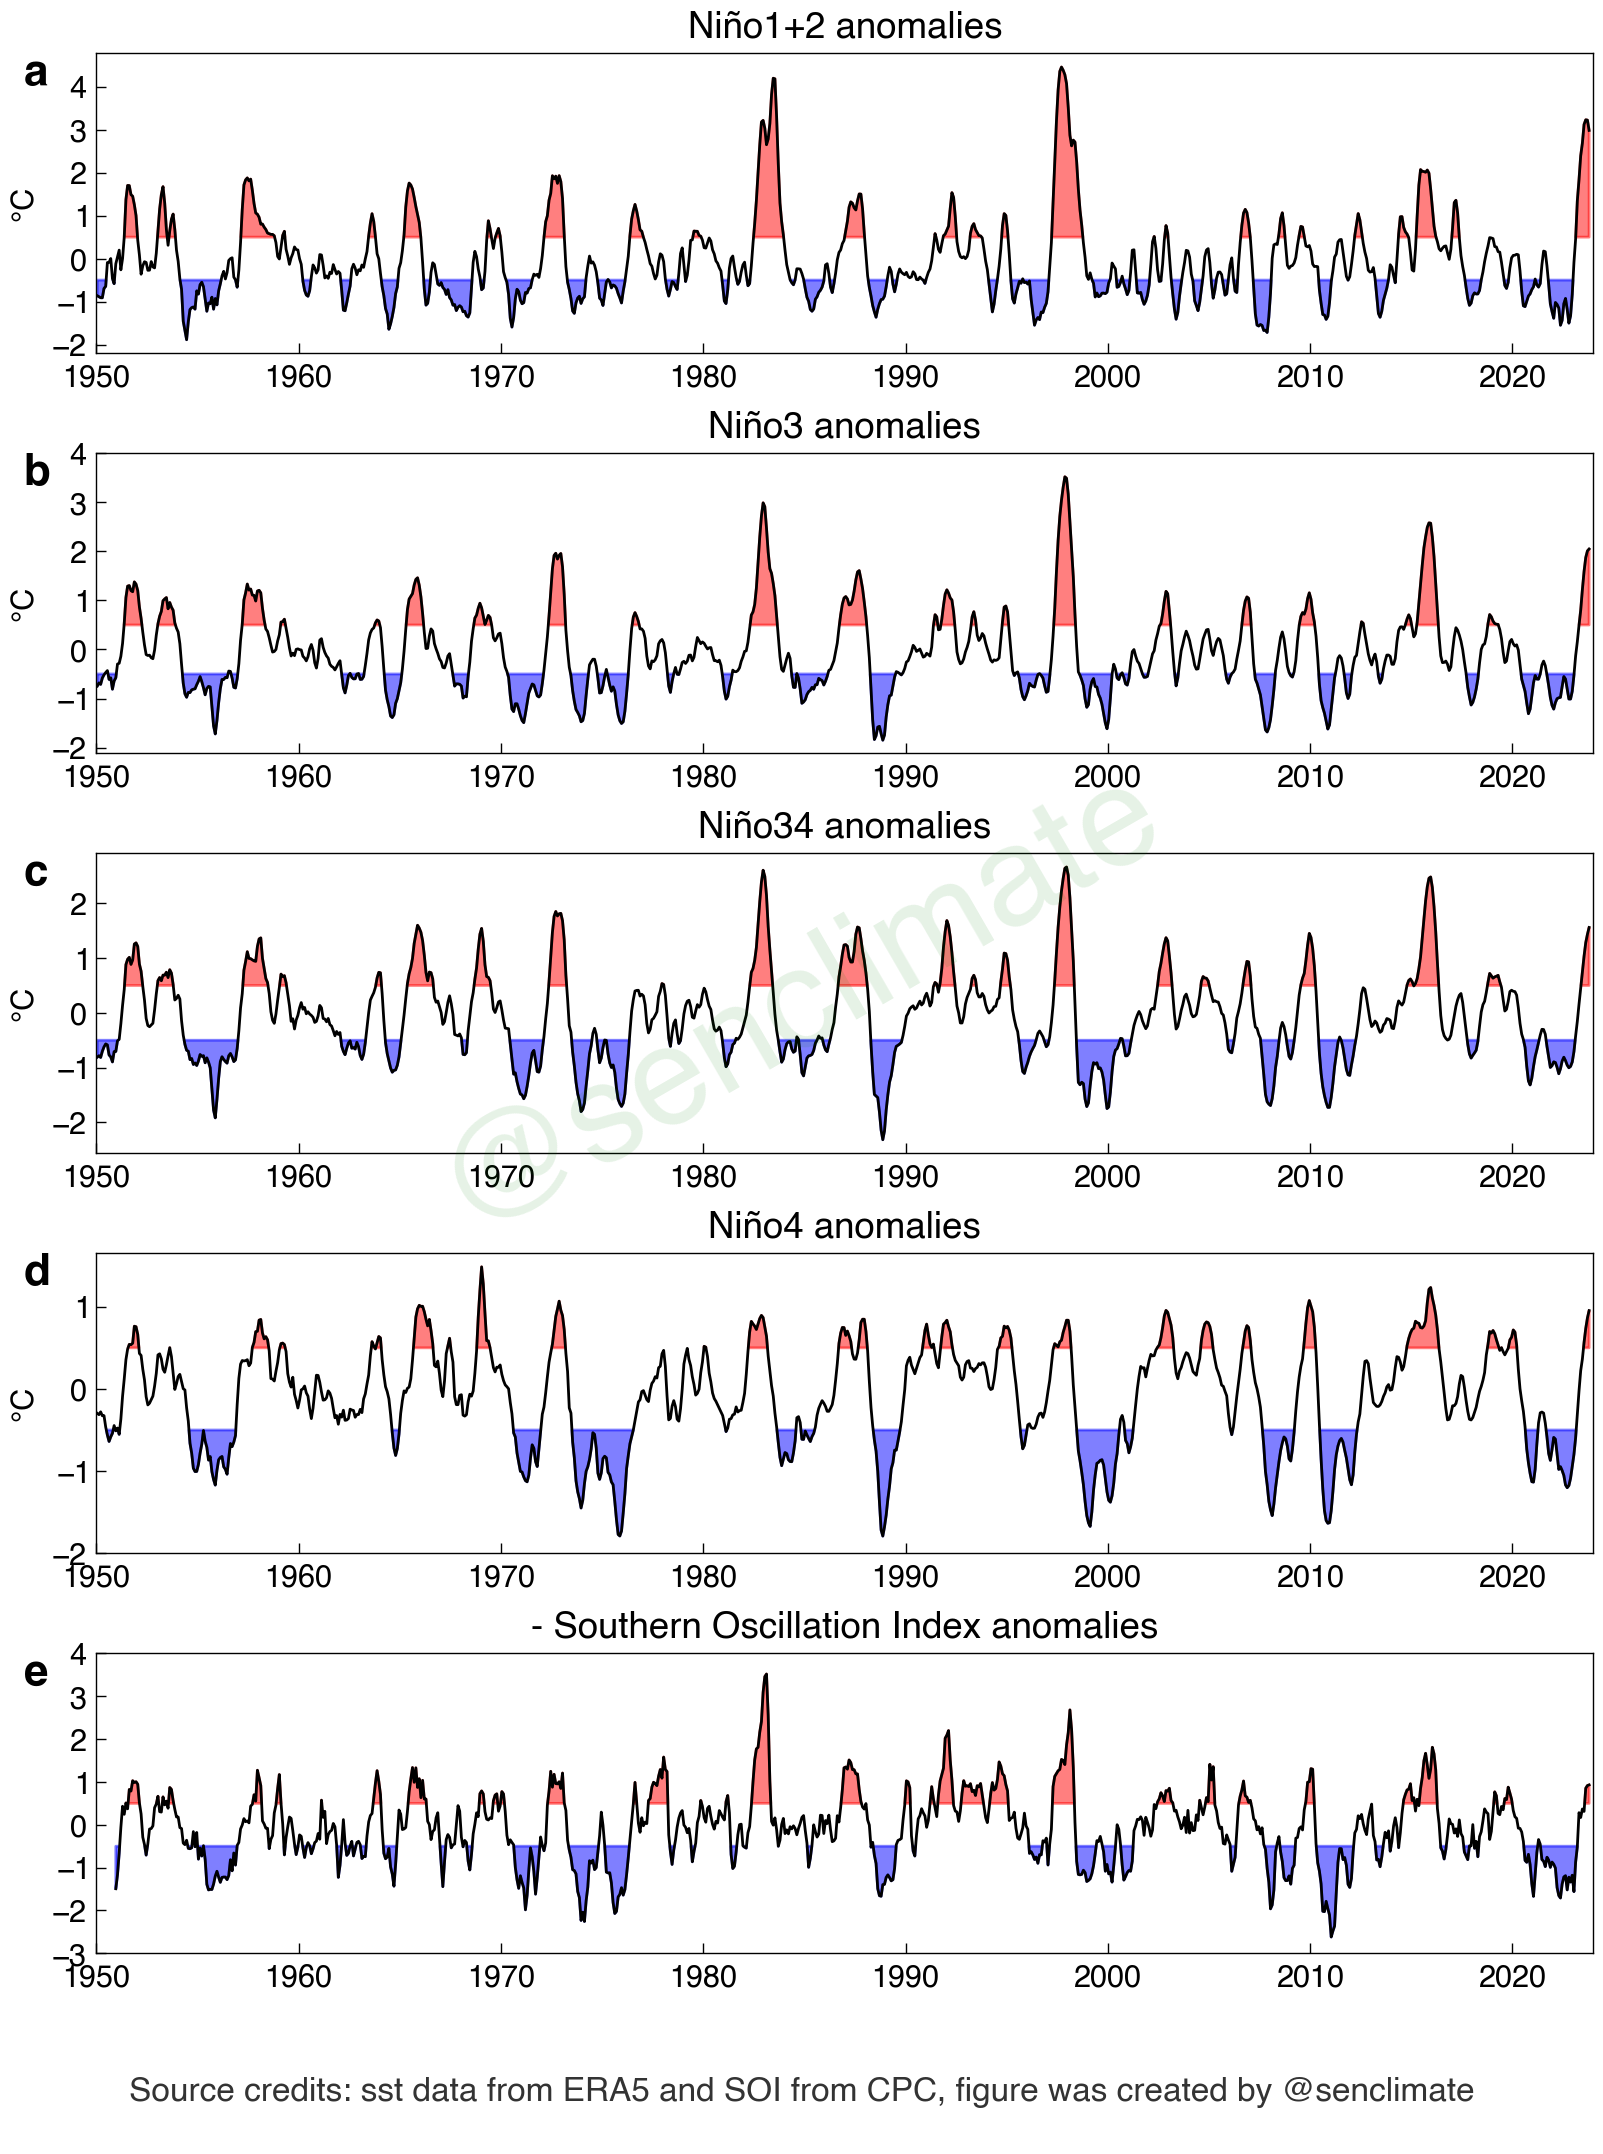 Niño1+2 anomalies
a
°C
4
3
2
1
0
−1
−2
1950 1960 1970 1980 1990 2000 2010 2020
Niño3 anomalies
b
°C
4
3
2
1
0
−1
−2
1950 1960 1970 1980 1990 2000 2010 2020
Niño34 anomalies
c
°C
2
1
0
−1
−2
1950 1960 1970 1980 1990 2000 2010 2020
@senclimate
Niño4 anomalies
d
°C
1
0
−1
−2
1950 1960 1970 1980 1990 2000 2010 2020
- Southern Oscillation Index anomalies
e
4
3
2
1
0
−1
−2
−3
1950 1960 1970 1980 1990 2000 2010 2020
Source credits: sst data from ERA5 and SOI from CPC, figure was created by @senclimate